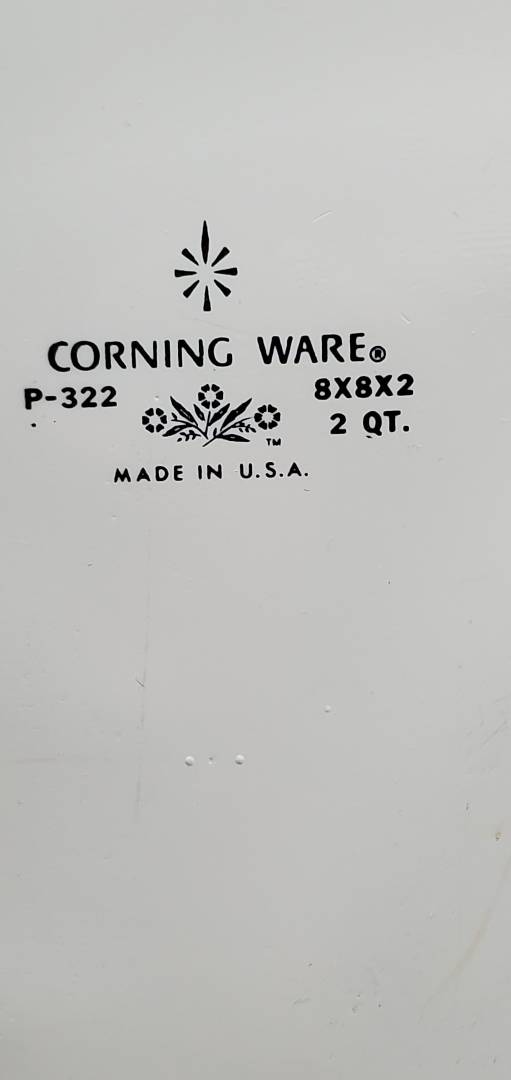 CORNING WARE®
P-322 8X8X2
TM 2 QT.
MADE IN U.S.A.